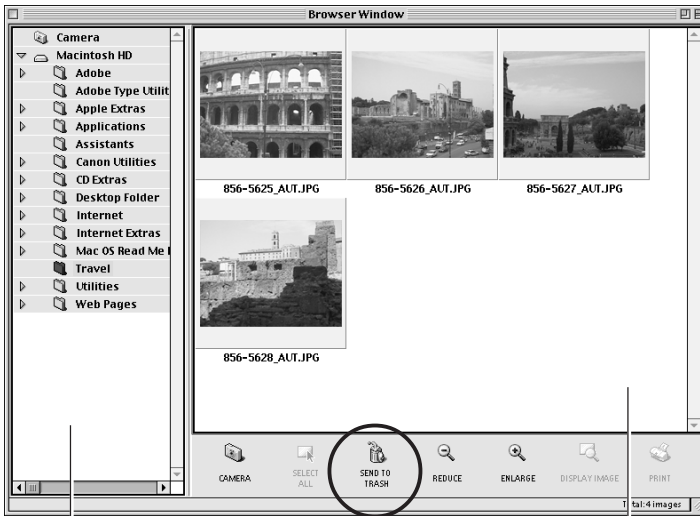 Browser Window
Camera
Macintosh HD
Adobe
Adobe Type Utilit
Apple Extras
Applications
Assistants
Canon Utilities
CD Extras
Desktop Folder
Internet
Internet Extras
Mac OS Read Me
Travel
Utilities
Web Pages
856-5625_AUT.JPG
856-5626_AUT.JPG
856-5627_AUT.JPG
856-5628_AUT.JPG
CAMERA
SELECT
ALL
SEND TO
TRASH
REDUCE
ENLARGE
DISPLAY IMAGE
PRINT
Total:4 images